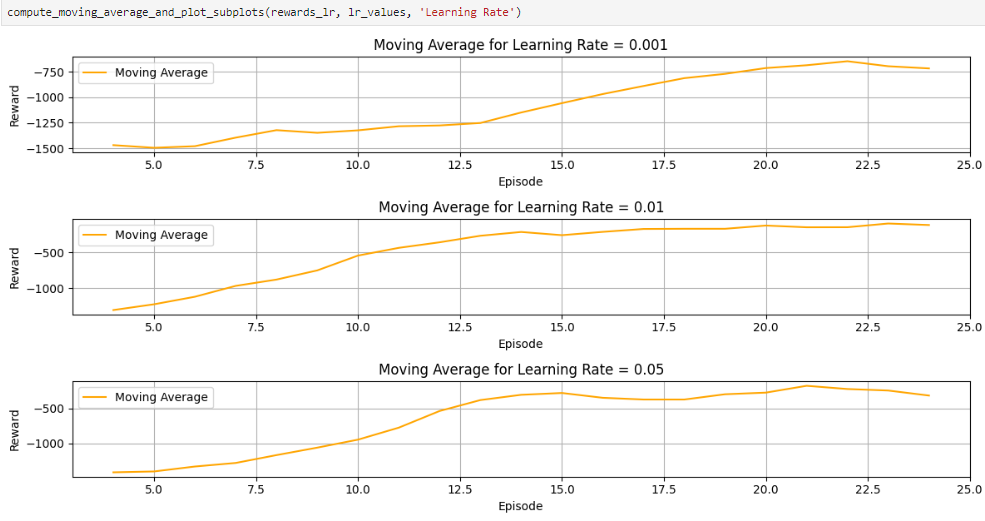 compute_moving_average_and_plot_subplots(rewards_lr, lr_values, 'Learning Rate')
Moving Average for Learning Rate = 0.001
Moving Average
Reward
−750
−1000
−1250
−1500
5.0 7.5 10.0 12.5 15.0 17.5 20.0 22.5 25.0
Episode
Moving Average for Learning Rate = 0.01
Moving Average
Reward
−500
−1000
5.0 7.5 10.0 12.5 15.0 17.5 20.0 22.5 25.0
Episode
Moving Average for Learning Rate = 0.05
Moving Average
Reward
−500
−1000
5.0 7.5 10.0 12.5 15.0 17.5 20.0 22.5 25.0
Episode